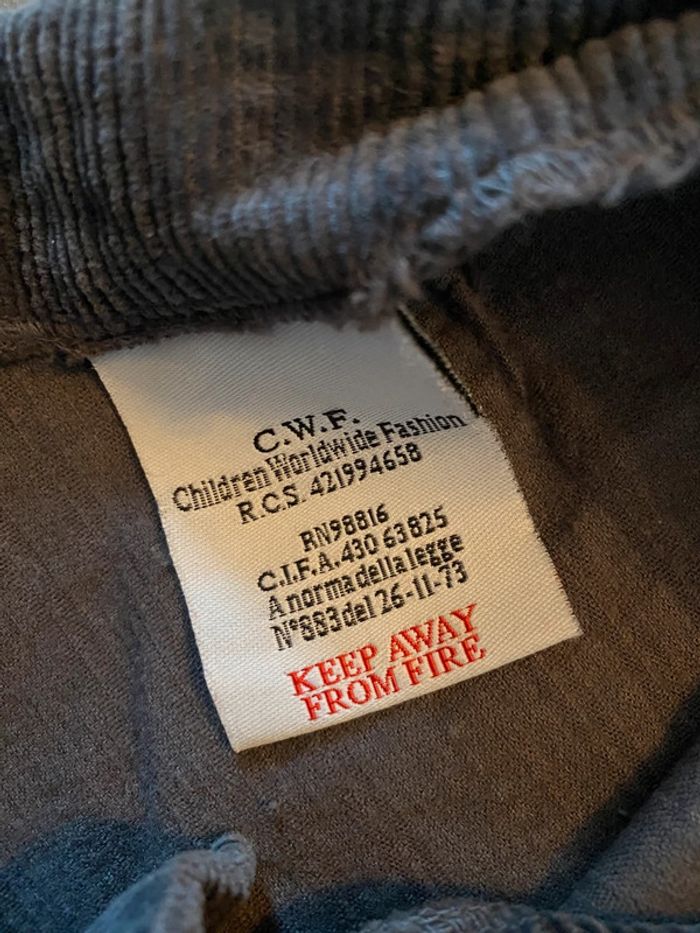 C.W.F.
Children Worldwide Fashion
R.C.S. 421994658
RN98816
C.I.F.A. 430 63825
A norma della legge
N°883 del 26-11-73
KEEP AWAY
FROM FIRE